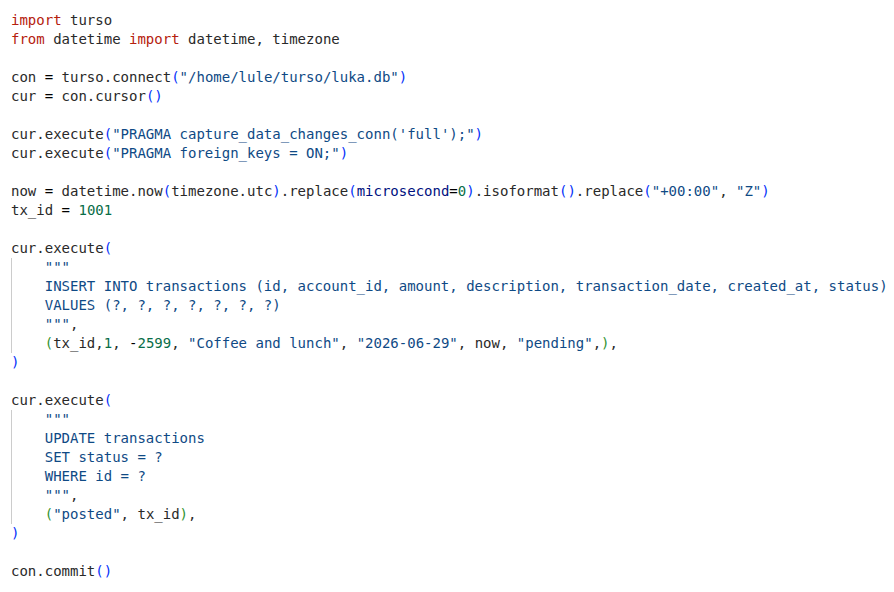 import turso
from datetime import datetime, timezone

con = turso.connect("/home/lule/turso/luka.db")
cur = con.cursor()

cur.execute("PRAGMA capture_data_changes_conn('full');")
cur.execute("PRAGMA foreign_keys = ON;")

now = datetime.now(timezone.utc).replace(microsecond=0).isoformat().replace("+00:00", "Z")
tx_id = 1001

cur.execute(
    """
    INSERT INTO transactions (id, account_id, amount, description, transaction_date, created_at, status)
    VALUES (?, ?, ?, ?, ?, ?, ?)
    """,
    (tx_id,1, -2599, "Coffee and lunch", "2026-06-29", now, "pending",),
)

cur.execute(
    """
    UPDATE transactions
    SET status = ?
    WHERE id = ?
    """,
    ("posted", tx_id),
)

con.commit()